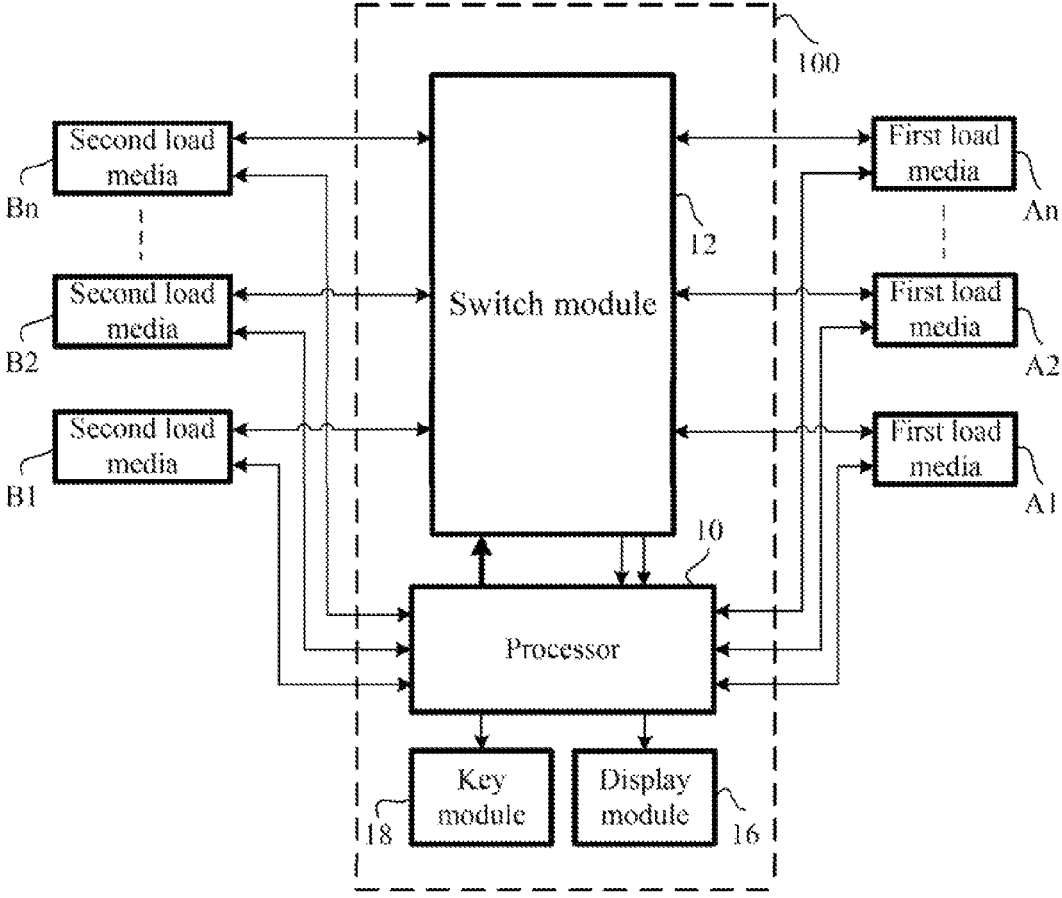 100
Second load
media
Bn
First load
media
An
12
Second load
media
B2
Switch module
First load
media
A2
Second load
media
B1
First load
media
A1
10
Processor
Key
module
18
Display
module
16